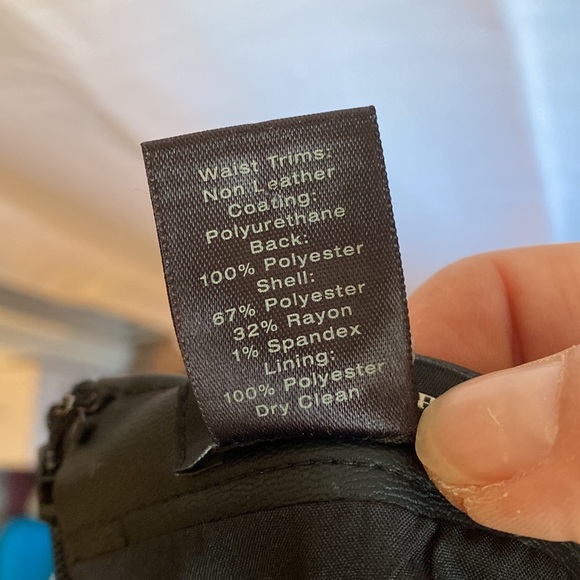 Waist Trims:
Non Leather
Coating:
Polyurethane
Back:
100% Polyester
Shell:
67% Polyester
32% Rayon
1% Spandex
Lining:
100% Polyester
Dry Clean